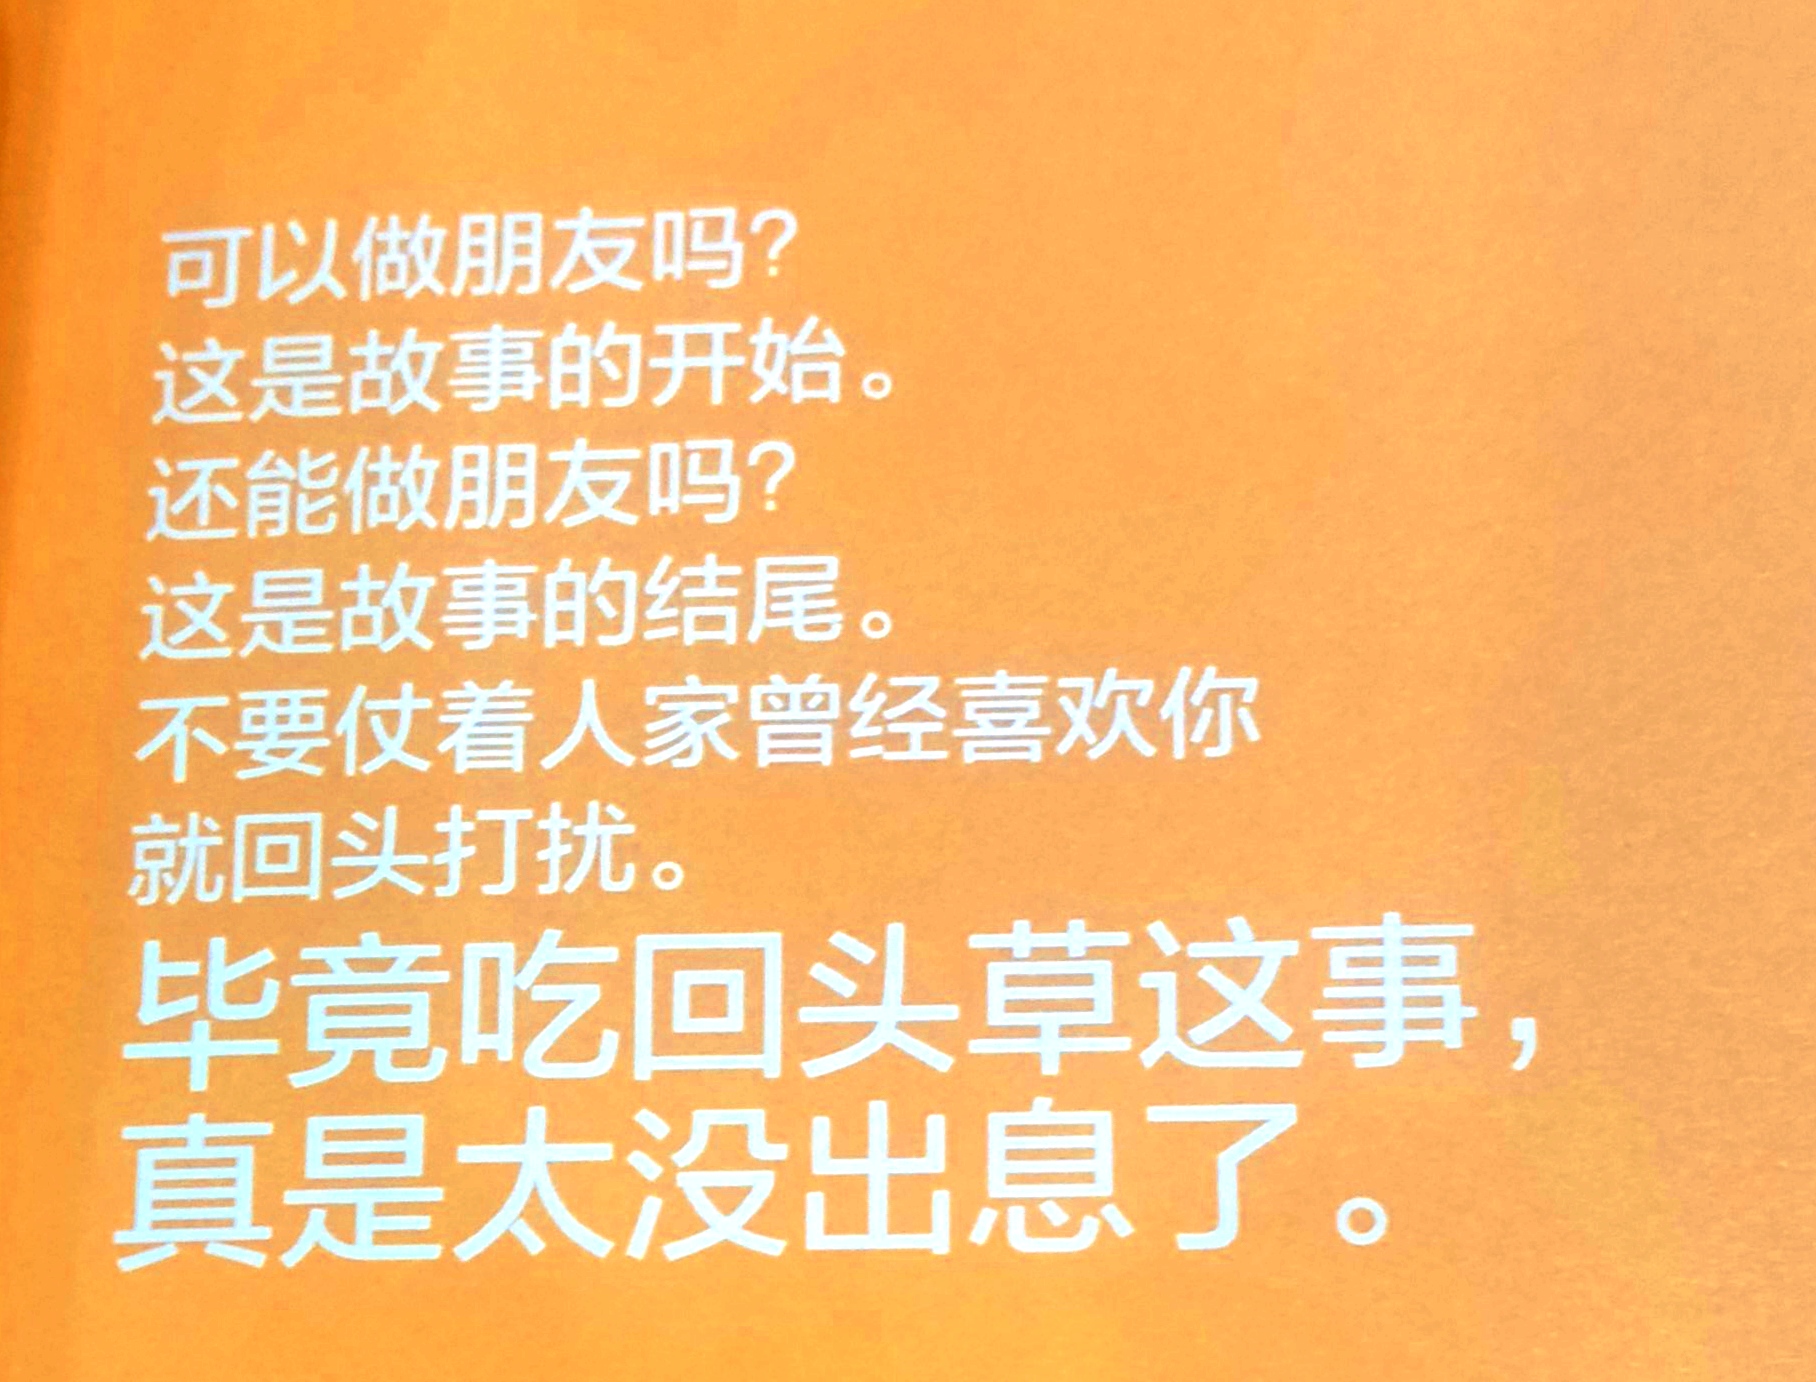 可以做朋友吗？
这是故事的开始。
还能做朋友吗？
这是故事的结尾。
不要仗着人家曾经喜欢你
就回头打扰。
毕竟吃回头草这事，
真是太没出息了。